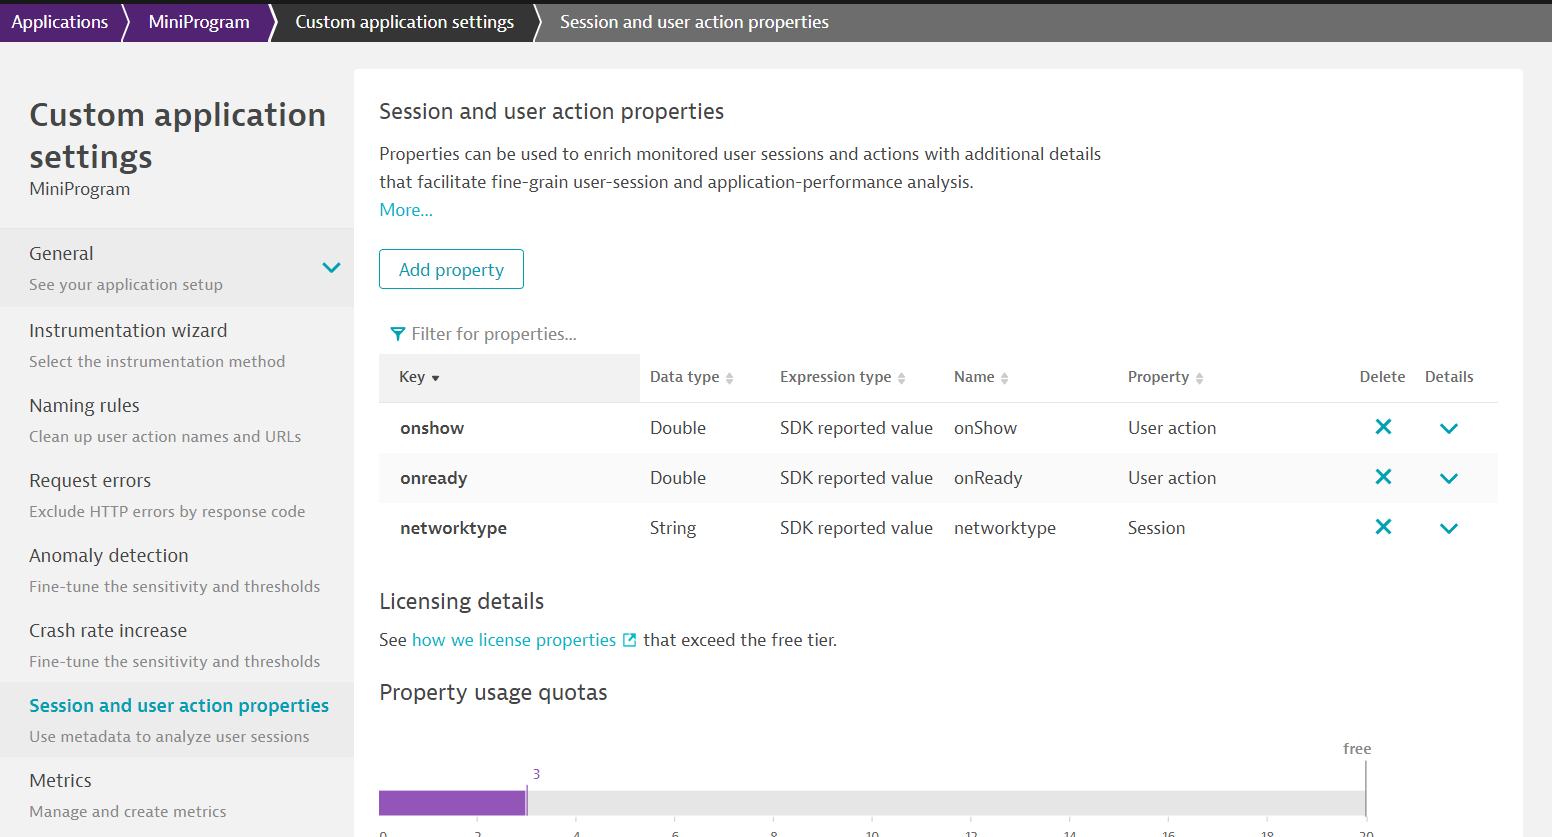 Applications MiniProgram Custom application settings Session and user action properties
Custom application
settings
MiniProgram
General
See your application setup
Instrumentation wizard
Select the instrumentation method
Naming rules
Clean up user action names and URLs
Request errors
Exclude HTTP errors by response code
Anomaly detection
Fine-tune the sensitivity and thresholds
Crash rate increase
Fine-tune the sensitivity and thresholds
Session and user action properties
Use metadata to analyze user sessions
Metrics
Manage and create metrics
Session and user action properties
Properties can be used to enrich monitored user sessions and actions with additional details
that facilitate fine-grain user-session and application-performance analysis.
More...
Add property
Filter for properties...
Key Data type Expression type Name Property Delete Details
onshow Double SDK reported value onShow User action
onready Double SDK reported value onReady User action
networktype String SDK reported value networktype Session
Licensing details
See how we license properties that exceed the free tier.
Property usage quotas
free
3
0 2 4 6 8 10 12 14 16 18 20